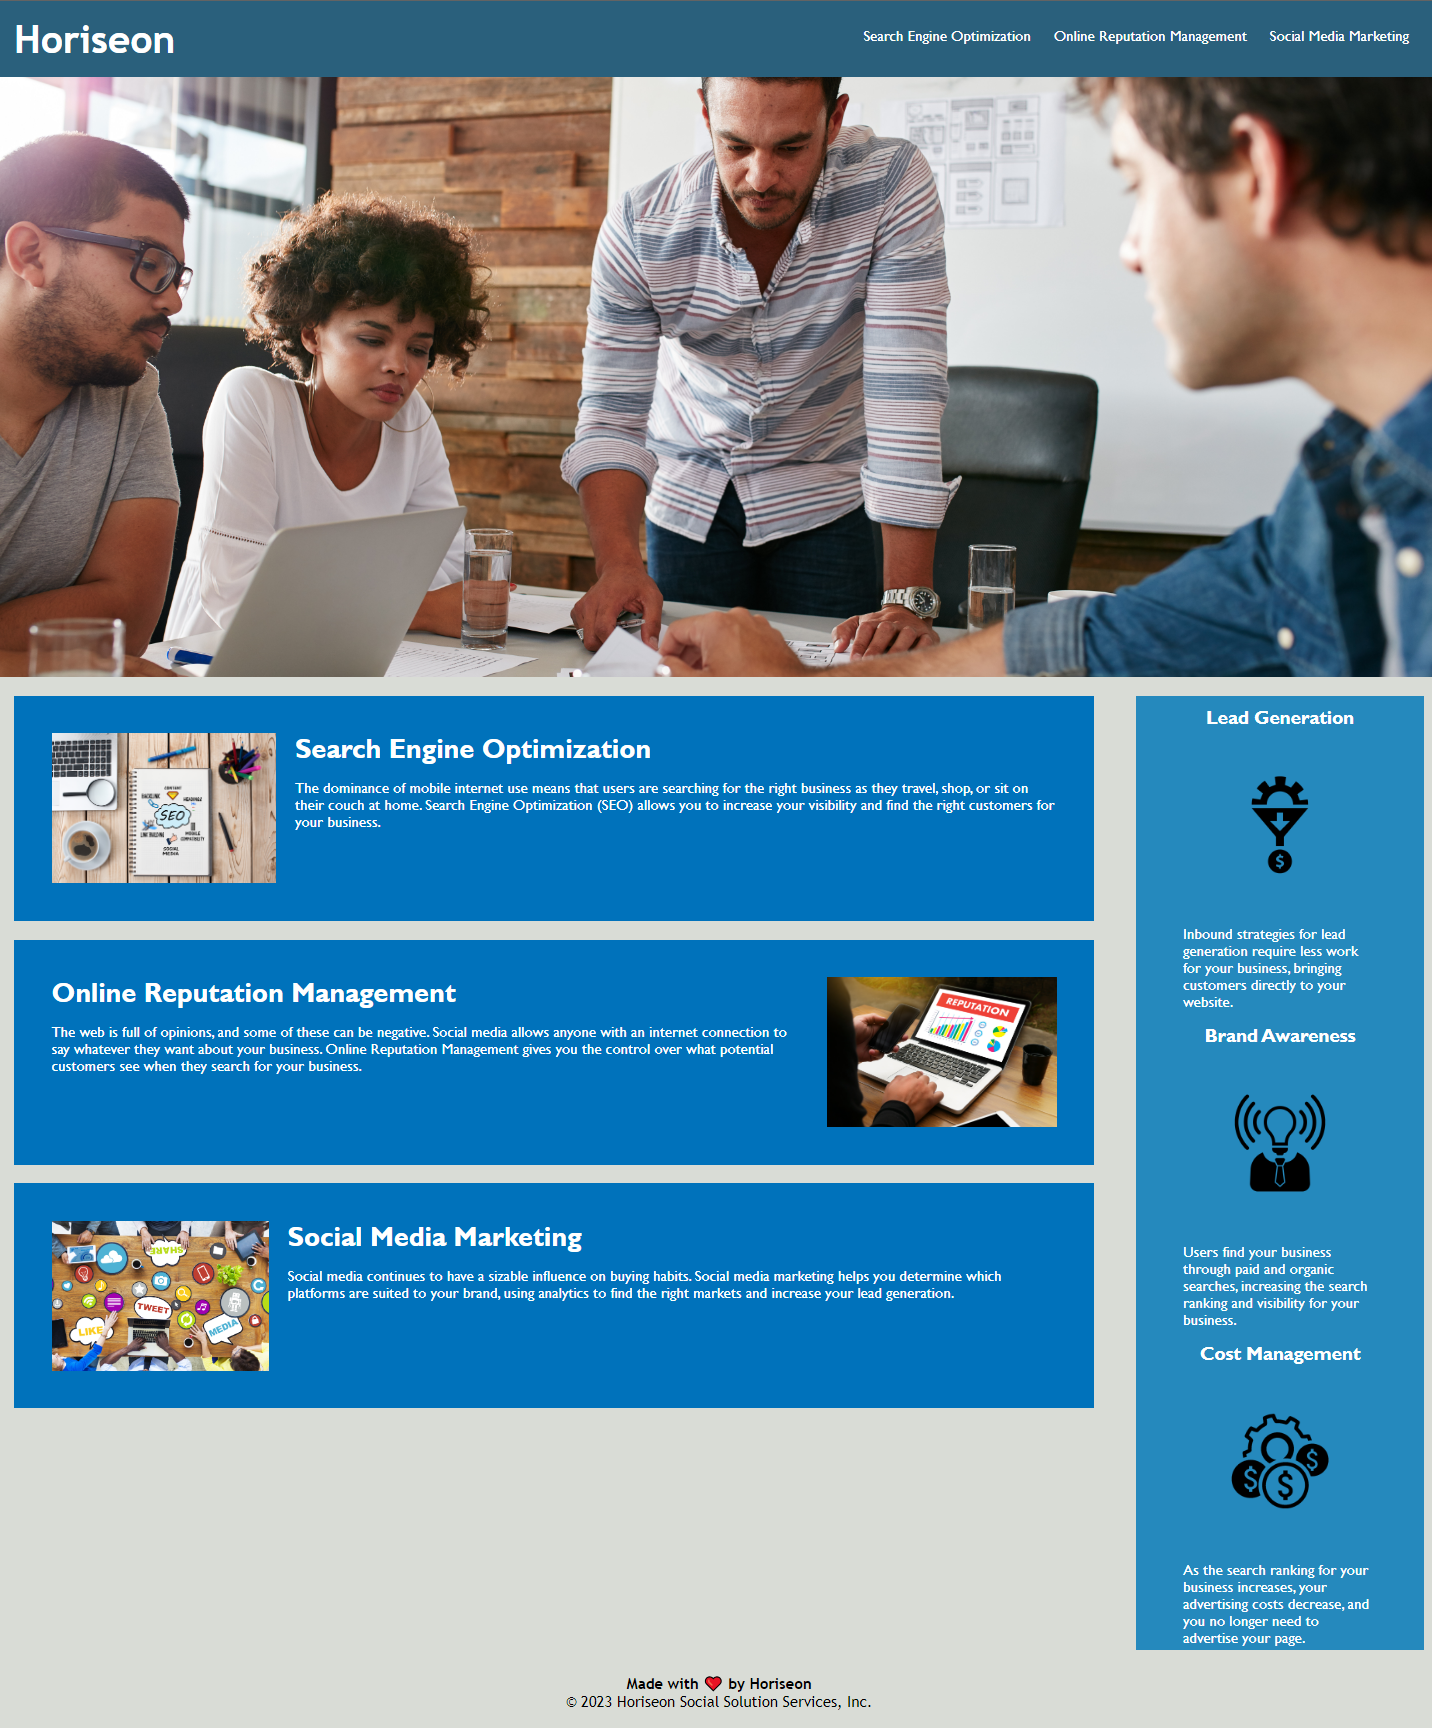 Horiseon
Search Engine Optimization
Online Reputation Management
Social Media Marketing
SEO
SOCIAL
MEDIA
Search Engine Optimization
The dominance of mobile internet use means that users are searching for the right business as they travel, shop, or sit on
their couch at home. Search Engine Optimization (SEO) allows you to increase your visibility and find the right customers for
your business.
Online Reputation Management
The web is full of opinions, and some of these can be negative. Social media allows anyone with an internet connection to
say whatever they want about your business. Online Reputation Management gives you the control over what potential
customers see when they search for your business.
REPUTATION
SHARE
TWEET
LIKE
MEDIA
Social Media Marketing
Social media continues to have a sizable influence on buying habits. Social media marketing helps you determine which
platforms are suited to your brand, using analytics to find the right markets and increase your lead generation.
Lead Generation
$
Inbound strategies for lead
generation require less work
for your business, bringing
customers directly to your
website.
Brand Awareness
Users find your business
through paid and organic
searches, increasing the search
ranking and visibility for your
business.
Cost Management
$ $ $
As the search ranking for your
business increases, your
advertising costs decrease, and
you no longer need to
advertise your page.
Made with ❤️ by Horiseon
© 2023 Horiseon Social Solution Services, Inc.